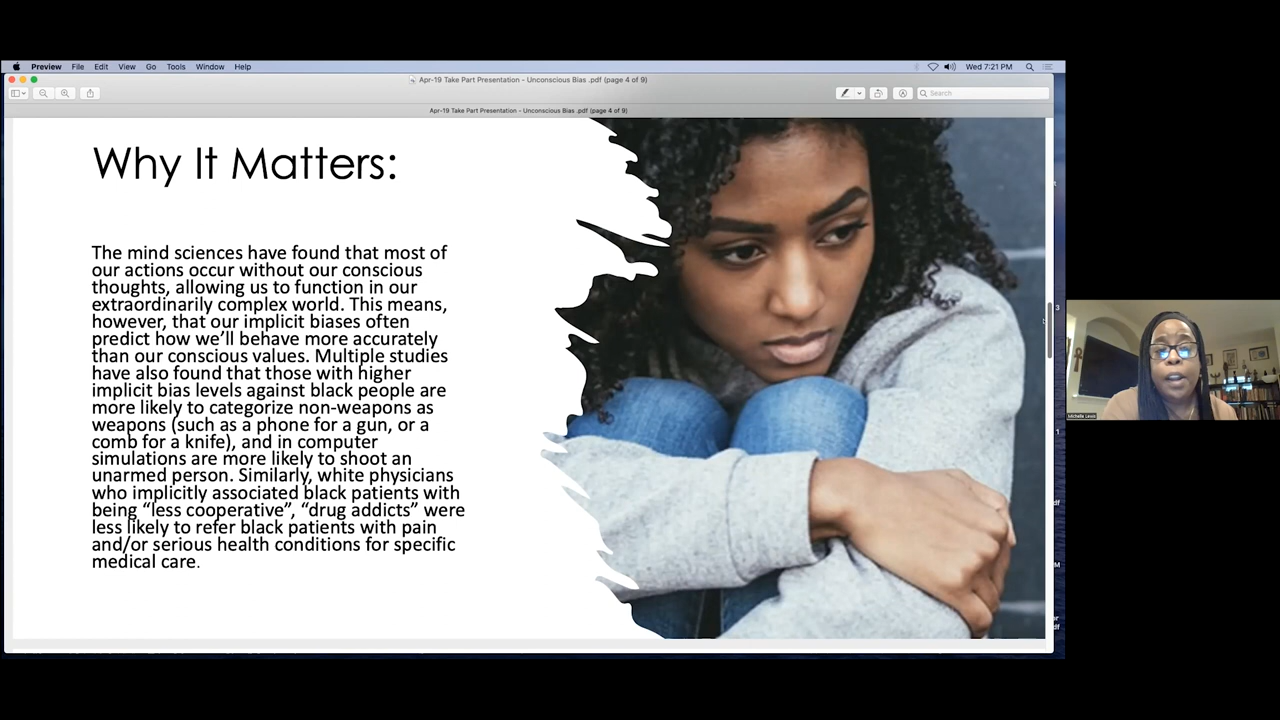 Preview File Edit View Go Tools Window Help Wed 7:21 PM
Apr-19 Take Part Presentation - Unconscious Bias .pdf (page 4 of 9)
Search
Apr-19 Take Part Presentation - Unconscious Bias .pdf (page 4 of 9)
Why It Matters:
The mind sciences have found that most of
our actions occur without our conscious
thoughts, allowing us to function in our
extraordinarily complex world. This means,
however, that our implicit biases often
predict how we’ll behave more accurately
than our conscious values. Multiple studies
have also found that those with higher
implicit bias levels against black people are
more likely to categorize non-weapons as
weapons (such as a phone for a gun, or a
comb for a knife), and in computer
simulations are more likely to shoot an
unarmed person. Similarly, white physicians
who implicitly associated black patients with
being “less cooperative”, “drug addicts” were
less likely to refer black patients with pain
and/or serious health conditions for specific
medical care.
Michelle Lewis